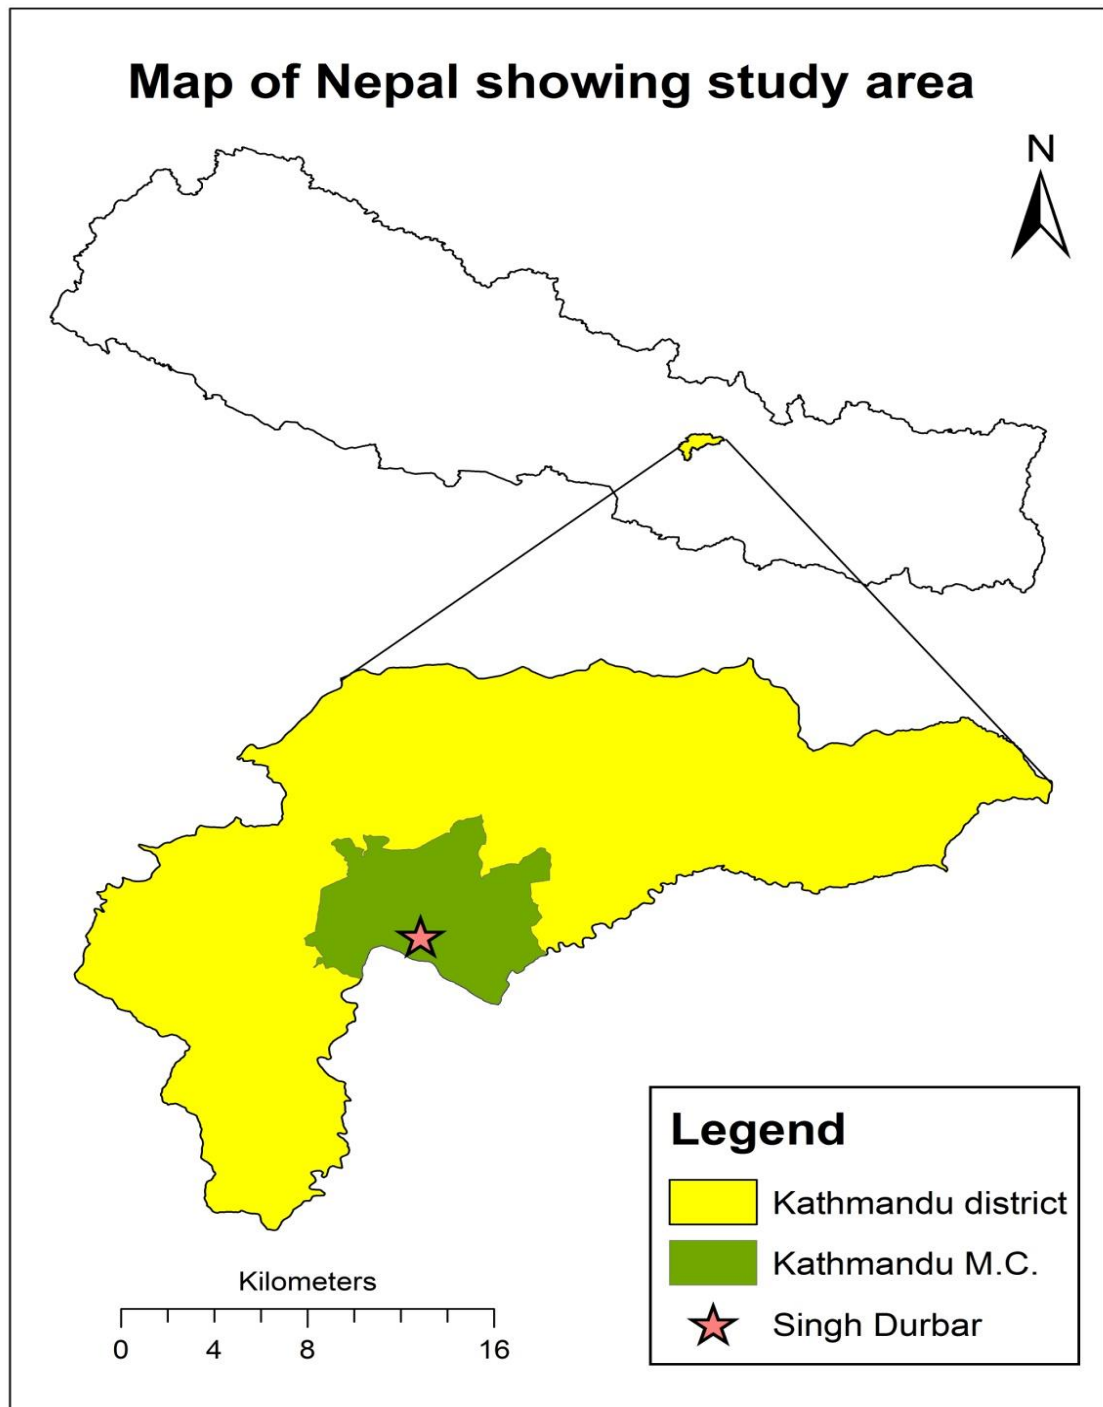 Map of Nepal showing study area
N
Legend
Kathmandu district
Kathmandu M.C.
Singh Durbar
Kilometers
0 4 8 16